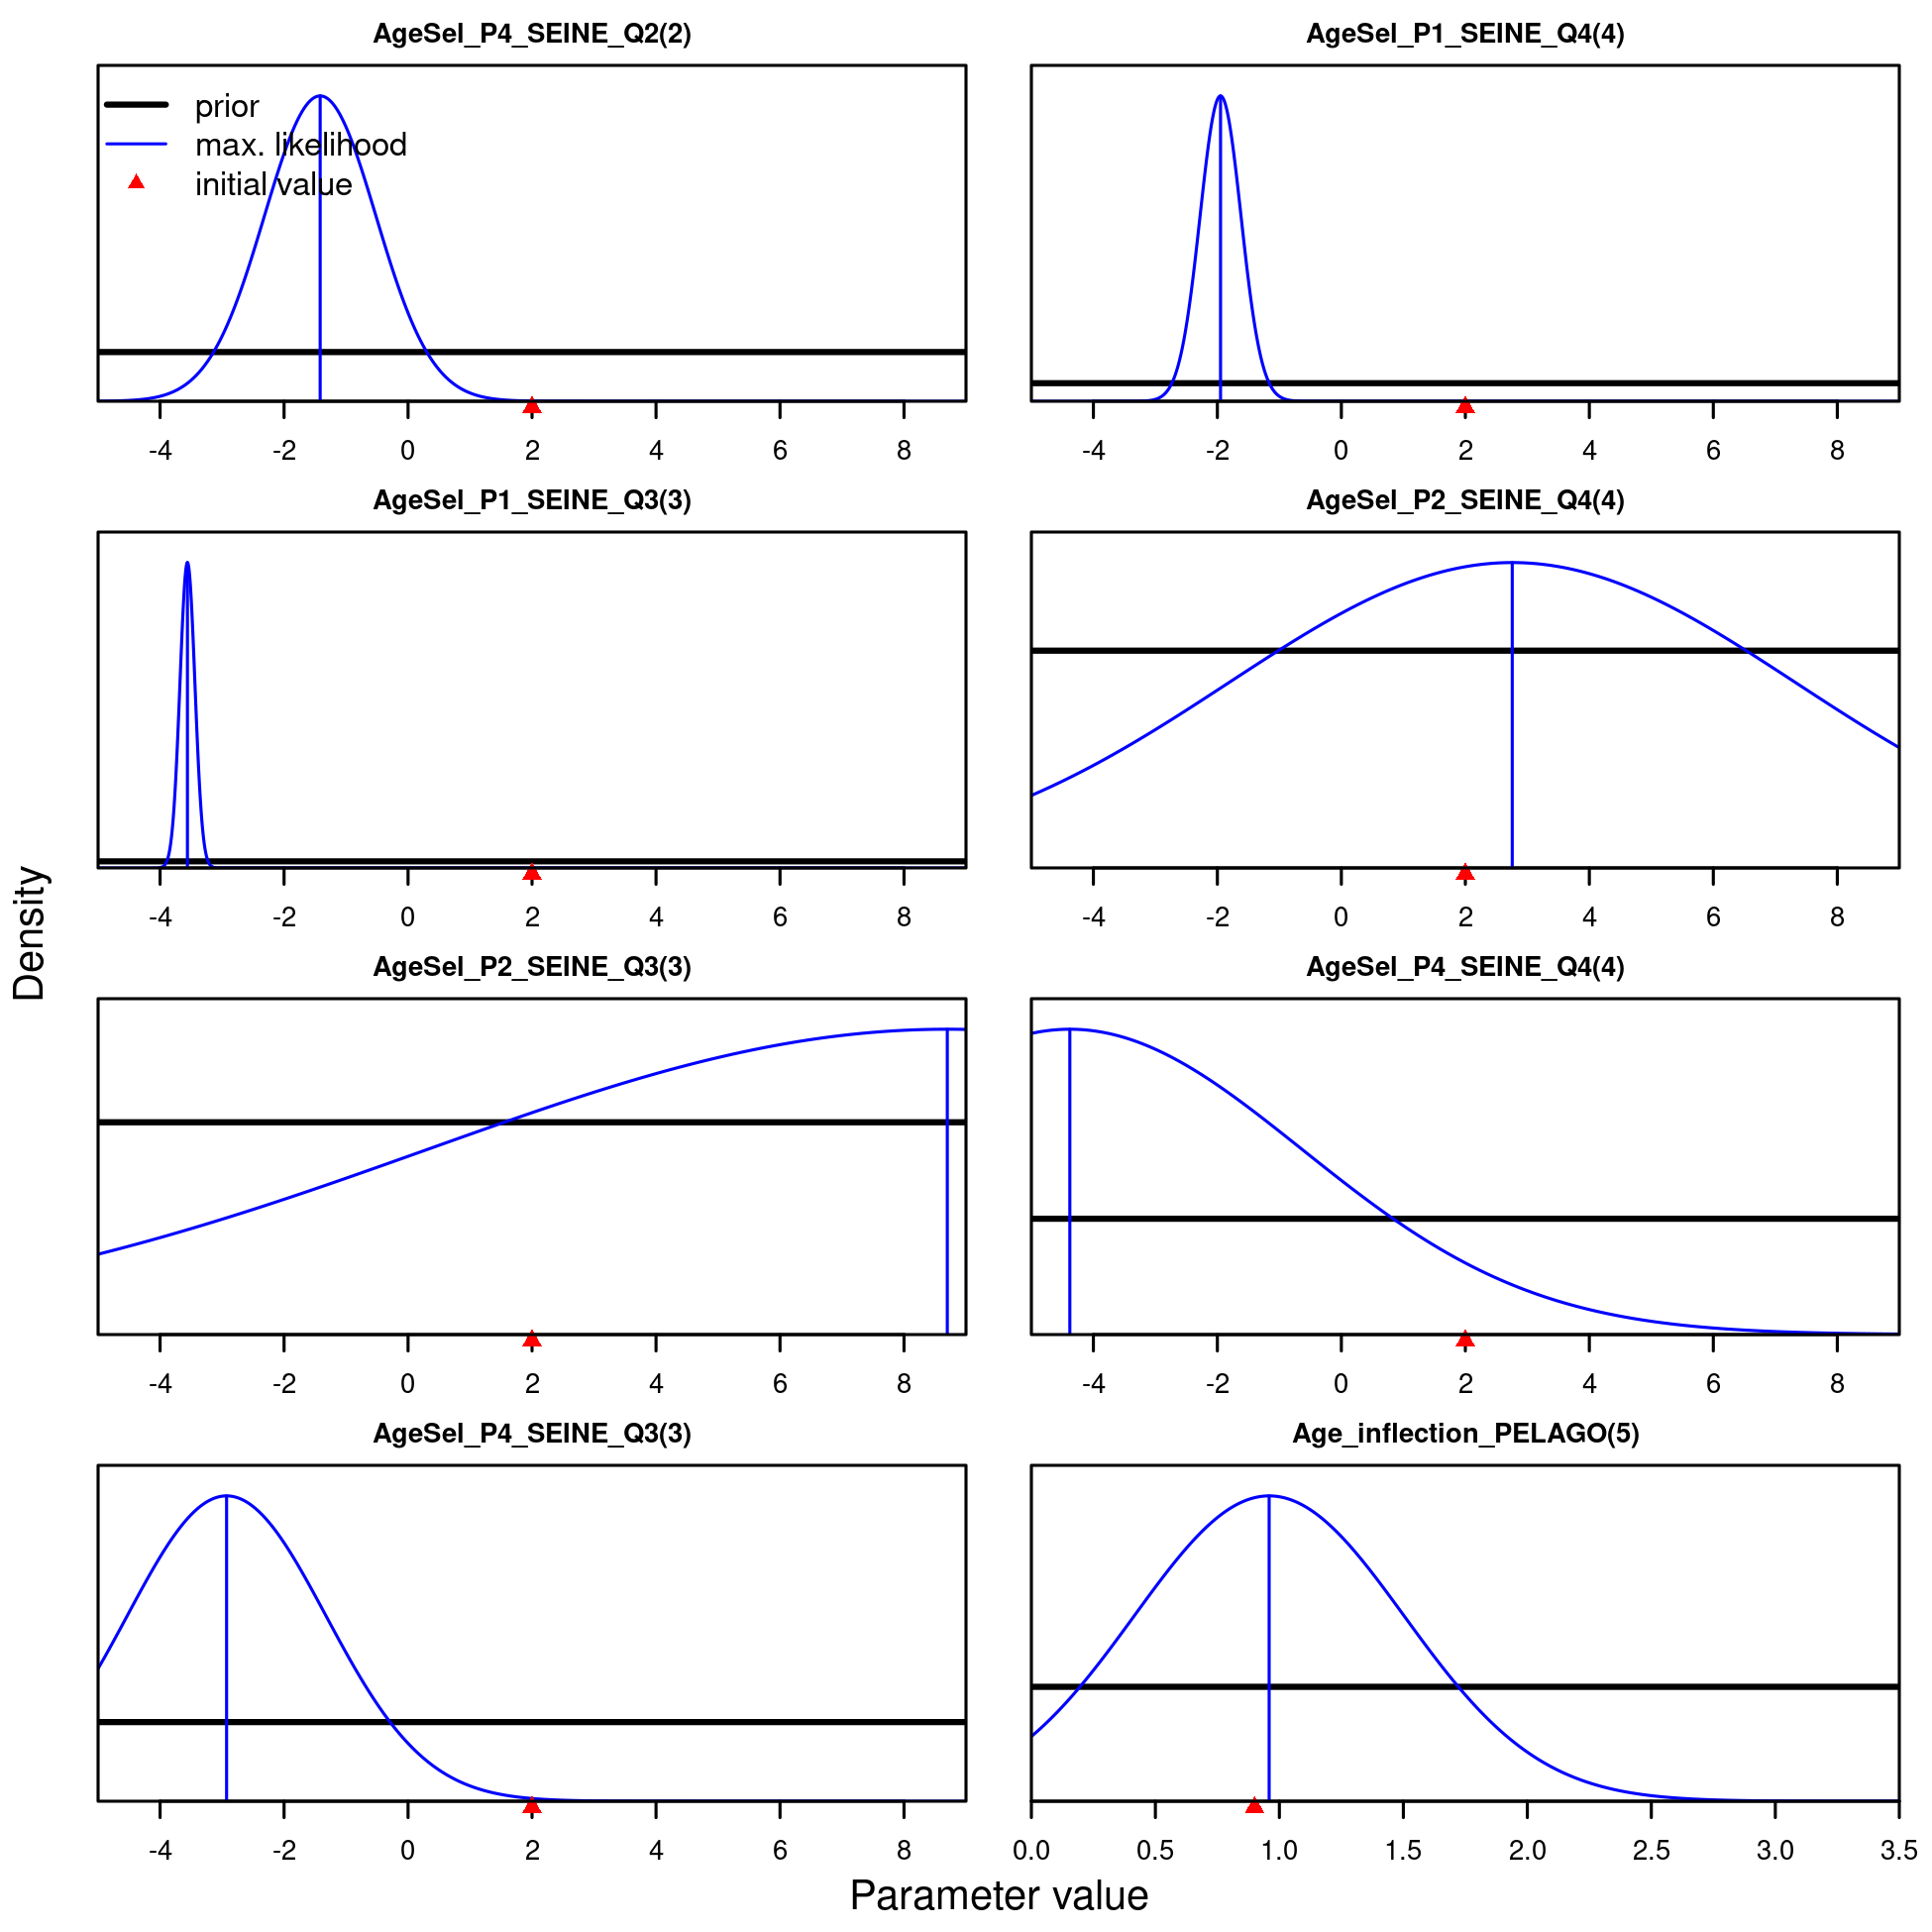 AgeSel_P4_SEINE_Q2(2)
prior
max. likelihood
initial value
-4 -2 0 2 4 6 8
AgeSel_P1_SEINE_Q4(4)
-4 -2 0 2 4 6 8
AgeSel_P1_SEINE_Q3(3)
-4 -2 0 2 4 6 8
AgeSel_P2_SEINE_Q4(4)
-4 -2 0 2 4 6 8
AgeSel_P2_SEINE_Q3(3)
-4 -2 0 2 4 6 8
AgeSel_P4_SEINE_Q4(4)
-4 -2 0 2 4 6 8
AgeSel_P4_SEINE_Q3(3)
-4 -2 0 2 4 6 8
Age_inflection_PELAGO(5)
0.0 0.5 1.0 1.5 2.0 2.5 3.0 3.5
Density
Parameter value